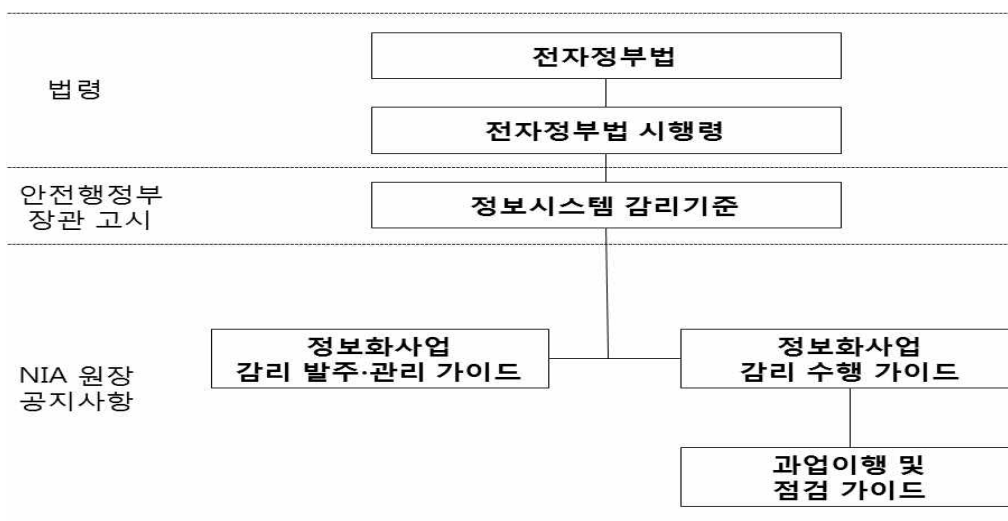 법령
전자정부법
전자정부법 시행령
안전행정부
장관 고시
정보시스템 감리기준
NIA 원장
공지사항
정보화사업
감리 발주·관리 가이드
정보화사업
감리 수행 가이드
과업이행 및
점검 가이드